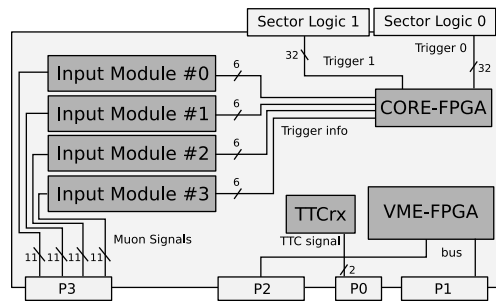 Sector Logic 1
Sector Logic 0
32
Trigger 1
Trigger 0
32
Input Module #0
6
Input Module #1
6
CORE-FPGA
Input Module #2
6
Trigger info
Input Module #3
6
TTCrx
VME-FPGA
Muon Signals
TTC signal
bus
11
11
11
11
2
P3
P2
P0
P1